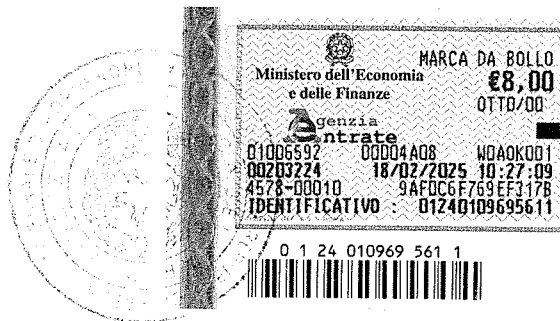 Ministero dell'Economia
e delle Finanze
MARCA DA BOLLO
€8,00
OTTO/00
Agenzia
Entrate
01006592 00004A08 W0A0K001
00203224 18/02/2025 10:27:09
4578-00010 9AF0C6F769EF317B
IDENTIFICATIVO : 01240109695611
0 1 24 010969 561 1